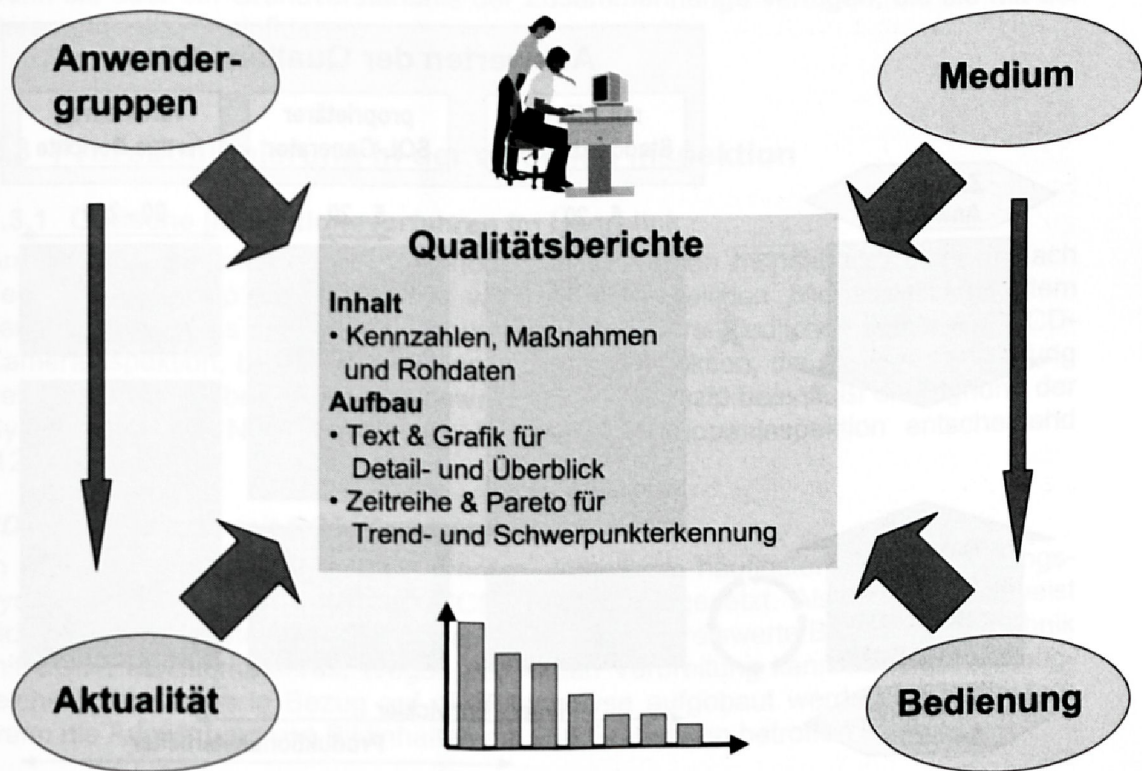 Anwender-
gruppen
Medium
Qualitätsberichte
Inhalt
• Kennzahlen, Maßnahmen
und Rohdaten
Aufbau
• Text & Grafik für
Detail- und Überblick
• Zeitreihe & Pareto für
Trend- und Schwerpunkterkennung
Aktualität
Bedienung